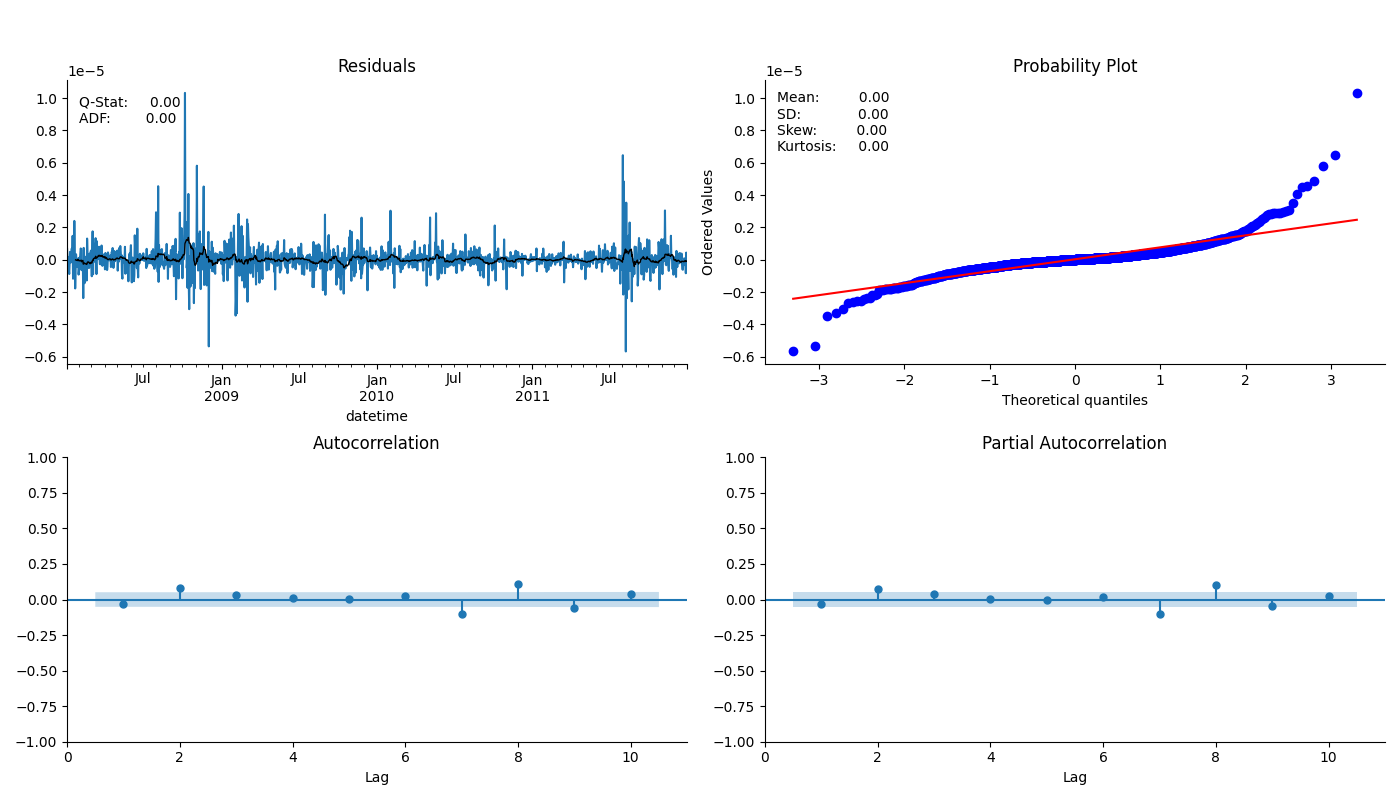 Residuals
1e−5
Q-Stat: 0.00
ADF: 0.00
1.0
0.8
0.6
0.4
0.2
0.0
−0.2
−0.4
−0.6
Jul Jan Jul Jan Jul Jan Jul
2009 2010 2011
datetime
Probability Plot
1e−5
Mean: 0.00
SD: 0.00
Skew: 0.00
Kurtosis: 0.00
Ordered Values
1.0
0.8
0.6
0.4
0.2
0.0
−0.2
−0.4
−0.6
−3 −2 −1 0 1 2 3
Theoretical quantiles
Autocorrelation
1.00
0.75
0.50
0.25
0.00
−0.25
−0.50
−0.75
−1.00
0 2 4 6 8 10
Lag
Partial Autocorrelation
1.00
0.75
0.50
0.25
0.00
−0.25
−0.50
−0.75
−1.00
0 2 4 6 8 10
Lag